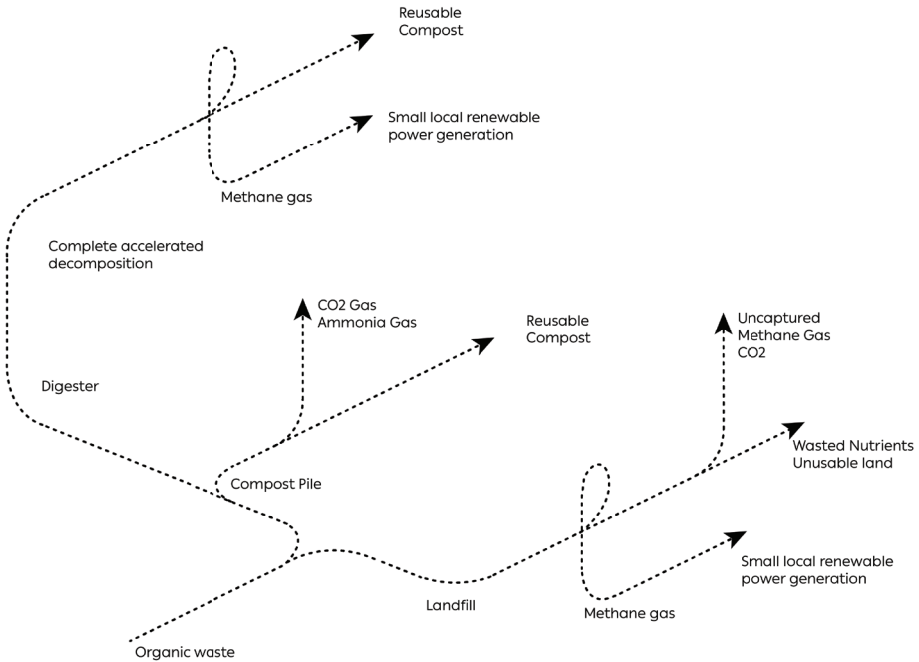 Reusable
Compost
Small local renewable
power generation
Methane gas
Complete accelerated
decomposition
CO2 Gas
Ammonia Gas
Reusable
Compost
Uncaptured
Methane Gas
CO2
Digester
Wasted Nutrients
Unusable land
Compost Pile
Small local renewable
power generation
Landfill
Methane gas
Organic waste